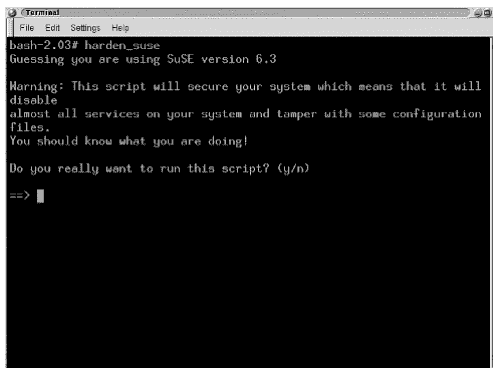 Terminal
File Edit Settings Help
bash-2.03# harden_suse
Guessing you are using SuSE version 6.3
Warning: This script will secure your system which means that it will
disable
almost all services on your system and tamper with some configuration
files.
You should know what you are doing!
Do you really want to run this script? (y/n)
==>